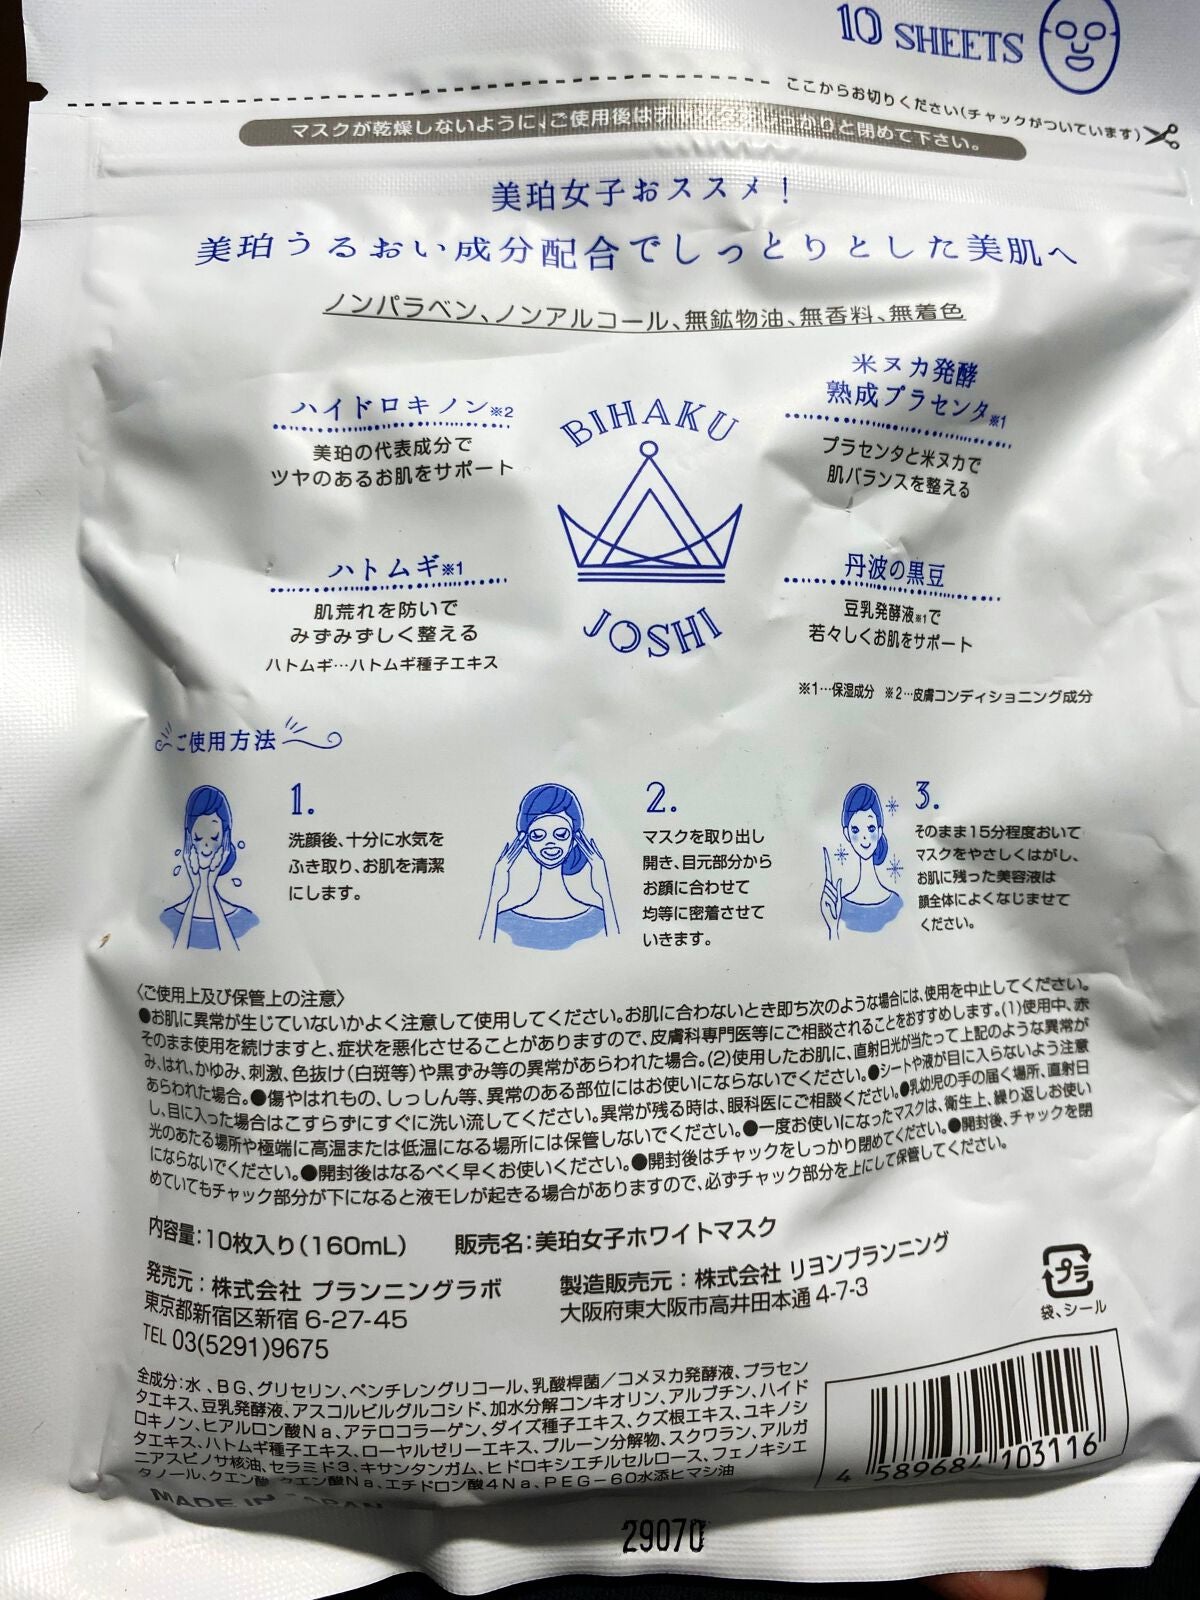 10 SHEETS
ここからお切りください(チャックがついています)
マスクが乾燥しないように、ご使用後は
しっかりと閉めて下さい。
美珀女子おススメ!
美珀うるおい成分配合でしっとりとした美肌へ
ノンパラベン、ノンアルコール、無鉱物油、無香料、無着色
ハイドロキノン※2
美珀の代表成分で
ツヤのあるお肌をサポート
米ヌカ発酵
熟成プラセンタ※1
プラセンタと米ヌカで
肌バランスを整える
BIHAKU
JOSHI
ハトムギ※1
肌荒れを防いで
みずみずしく整える
ハトムギ…ハトムギ種子エキス
丹波の黒豆
豆乳発酵液※1で
若々しくお肌をサポート
※1…保湿成分 ※2…皮膚コンディショニング成分
ご使用方法
1.
洗顔後、十分に水気を
ふき取り、お肌を清潔
にします。
2.
マスクを取り出し
開き、目元部分から
お顔に合わせて
均等に密着させて
いきます。
3.
そのまま15分程度おいて
マスクをやさしくはがし、
お肌に残った美容液は
顔全体によくなじませて
ください。
〈ご使用上及び保管上の注意〉
●お肌に異常が生じていないかよく注意して使用してください。お肌に合わないとき即ち次のような場合には、使用を中止してください。
そのまま使用を続けますと、症状を悪化させることがありますので、皮膚科専門医等にご相談されることをおすすめします。(1)使用中、赤
み、はれ、かゆみ、刺激、色抜け(白斑等)や黒ずみ等の異常があらわれた場合。(2)使用したお肌に、直射日光が当たって上記のような異常が
あらわれた場合。●傷やはれもの、しっしん等、異常のある部位にはお使いにならないでください。●シートや液が目に入らないよう注意
し、目に入った場合はこすらずにすぐに洗い流してください。異常が残る時は、眼科医にご相談ください。●乳幼児の手の届く場所、直射日
光のあたる場所や極端に高温または低温になる場所には保管しないでください。●一度お使いになったマスクは、衛生上、繰り返しお使い
にならないでください。●開封後はなるべく早くお使いください。●開封後はチャックをしっかり閉めてください。●開封後、チャックを閉
めていてもチャック部分が下になると液モレが起きる場合がありますので、必ずチャック部分を上にして保管してください。
内容量:10枚入り(160mL) 販売名:美珀女子ホワイトマスク
発売元:株式会社 プランニングラボ
東京都新宿区新宿 6-27-45
TEL 03(5291)9675
製造販売元:株式会社 リヨンプランニング
大阪府東大阪市高井田本通 4-7-3
プラ
袋、シール
全成分:水、BG、グリセリン、ペンチレングリコール、乳酸桿菌/コメヌカ発酵液、プラセン
タエキス、豆乳発酵液、アスコルビルグルコシド、加水分解コンキオリン、アルブチン、ハイド
ロキノン、ヒアルロン酸Na、アテロコラーゲン、ダイズ種子エキス、クズ根エキス、ユキノシ
タエキス、ハトムギ種子エキス、ローヤルゼリーエキス、プルーン分解物、スクワラン、アルガ
ニアスピノサ核油、セラミド3、キサンタンガム、ヒドロキシエチルセルロース、フェノキシエ
タノール、クエン酸、クエン酸Na、エチドロン酸4Na、PEG-60水添ヒマシ油
MADE IN JAPAN
4 589684 103116
29070